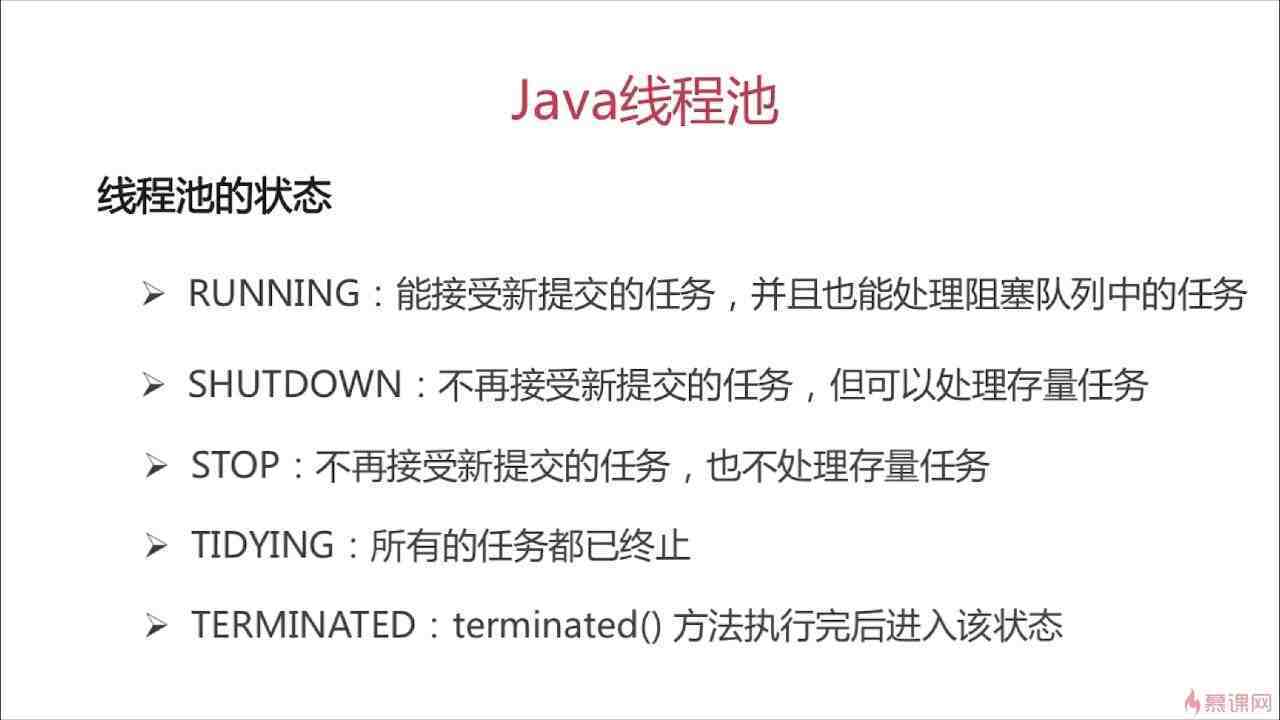 Java线程池
线程池的状态
RUNNING：能接受新提交的任务，并且也能处理阻塞队列中的任务
SHUTDOWN：不再接受新提交的任务，但可以处理存量任务
STOP：不再接受新提交的任务，也不处理存量任务
TIDYING：所有的任务都已终止
TERMINATED：terminated() 方法执行完后进入该状态
慕课网